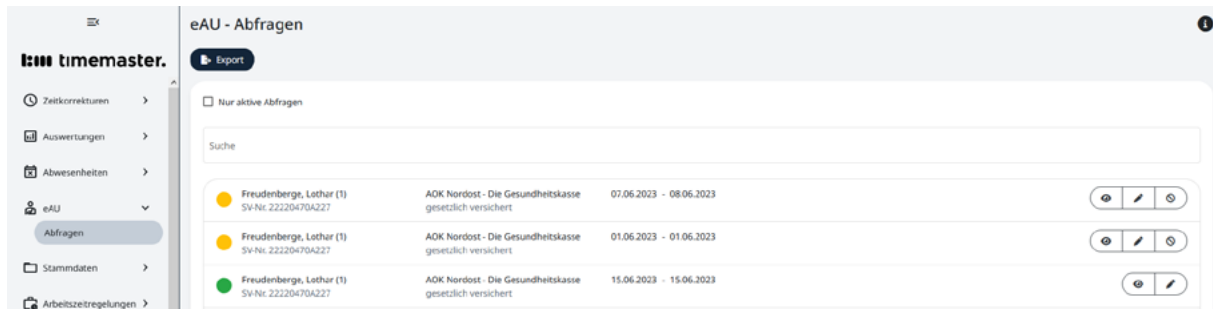 eAU - Abfragen
timemaster.
Export
Zeitkorrekturen
Auswertungen
Abwesenheiten
eAU
Abfragen
Stammdaten
Arbeitszeitregelungen
Nur aktive Abfragen
Suche
Freudenberge, Lothar (1) AOK Nordost - Die Gesundheitskasse 07.06.2023 - 08.06.2023
SV-Nr. 22220470A227 gesetzlich versichert
Freudenberge, Lothar (1) AOK Nordost - Die Gesundheitskasse 01.06.2023 - 01.06.2023
SV-Nr. 22220470A227 gesetzlich versichert
Freudenberge, Lothar (1) AOK Nordost - Die Gesundheitskasse 15.06.2023 - 15.06.2023
SV-Nr. 22220470A227 gesetzlich versichert